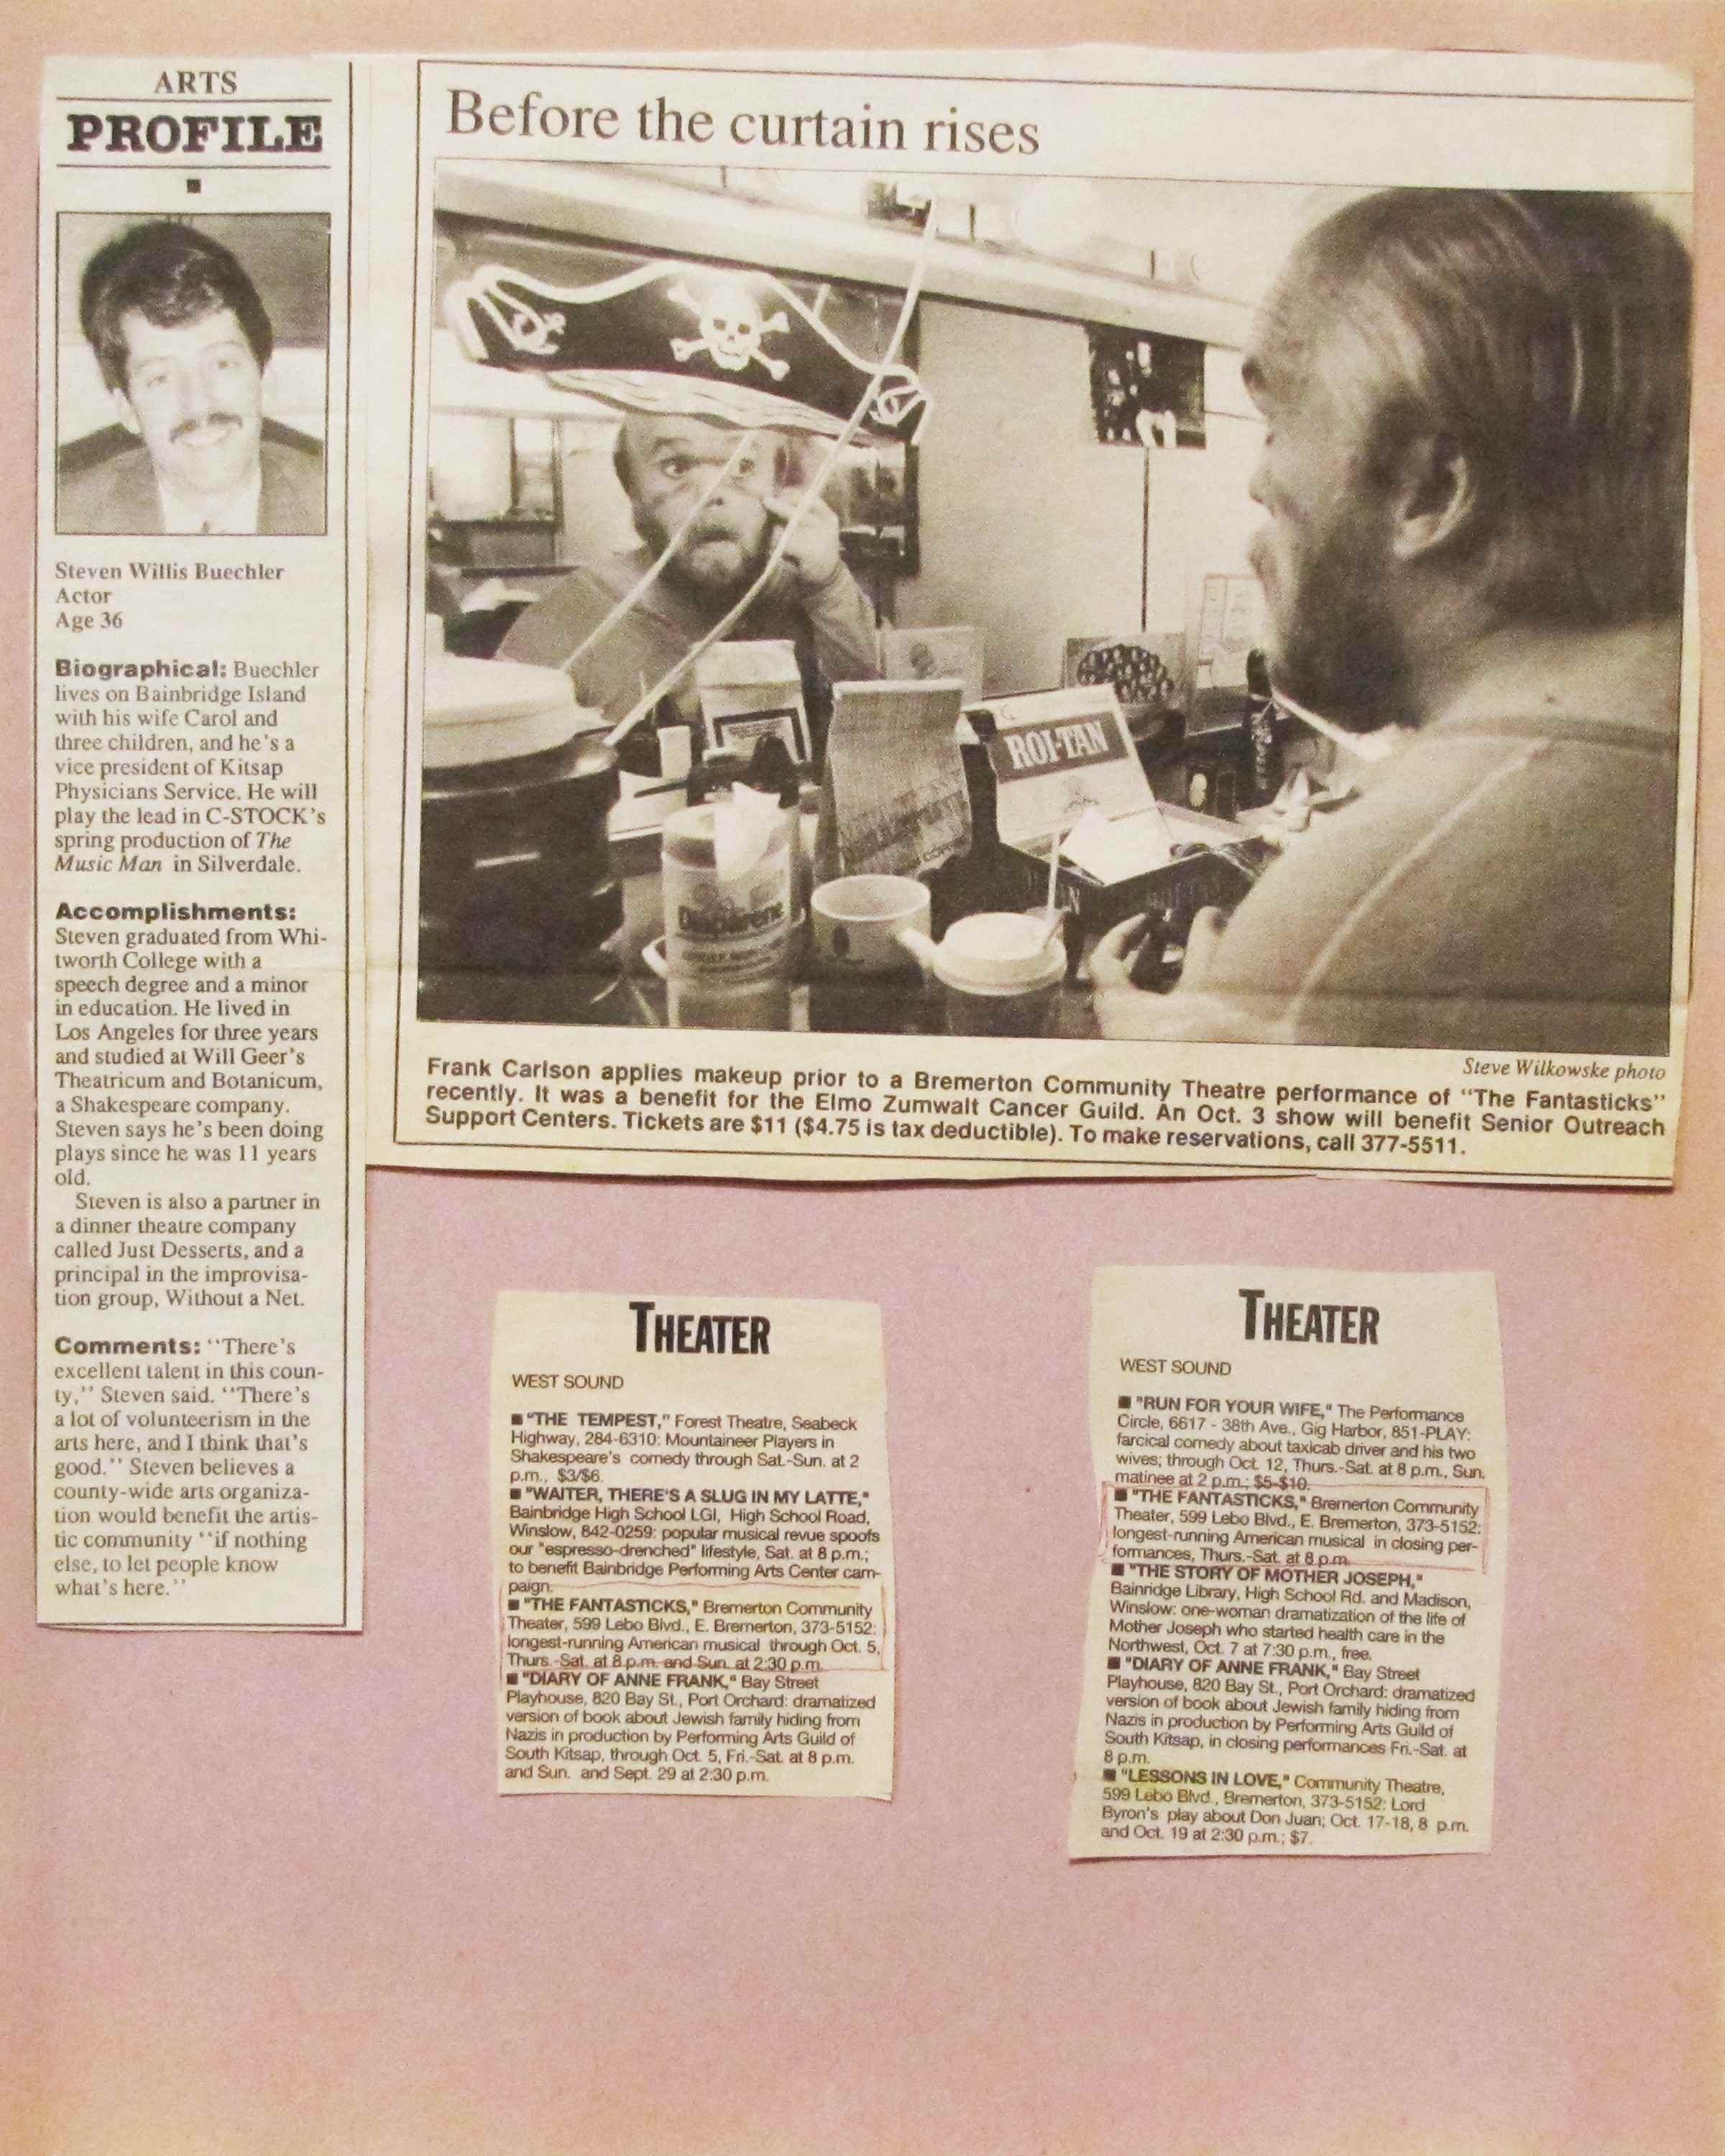 ARTS
PROFILE
Steven Willis Buechler
Actor
Age 36
Biographical: Buechler
lives on Bainbridge Island
with his wife Carol and
three children, and he's a
vice president of Kitsap
Physicians Service. He will
play the lead in C-STOCK's
spring production of The
Music Man in Silverdale.
Accomplishments:
Steven graduated from Whi-
tworth College with a
speech degree and a minor
in education. He lived in
Los Angeles for three years
and studied at Will Geer's
Theatricum and Botanicum,
a Shakespeare company.
Steven says he's been doing
plays since he was 11 years
old.
Steven is also a partner in
a dinner theatre company
called Just Desserts, and a
principal in the improvisa-
tion group, Without a Net.
Comments: ''There's
excellent talent in this coun-
ty,'' Steven said. ''There's
a lot of volunteerism in the
arts here, and I think that's
good.'' Steven believes a
county-wide arts organiza-
tion would benefit the artis-
tic community ''if nothing
else, to let people know
what's here.''
Before the curtain rises
ROI-TAN
Diaparene
Steve Wilkowske photo
Frank Carlson applies makeup prior to a Bremerton Community Theatre performance of "The Fantasticks"
recently. It was a benefit for the Elmo Zumwalt Cancer Guild. An Oct. 3 show will benefit Senior Outreach
Support Centers. Tickets are $11 ($4.75 is tax deductible). To make reservations, call 377-5511.
THEATER
WEST SOUND
■ "THE TEMPEST," Forest Theatre, Seabeck
Highway, 284-6310: Mountaineer Players in
Shakespeare's comedy through Sat.-Sun. at 2
p.m., $3/$6.
■ "WAITER, THERE'S A SLUG IN MY LATTE,"
Bainbridge High School LGI, High School Road,
Winslow, 842-0259: popular musical revue spoofs
our "espresso-drenched" lifestyle, Sat. at 8 p.m.;
to benefit Bainbridge Performing Arts Center cam-
paign.
■ "THE FANTASTICKS," Bremerton Community
Theater, 599 Lebo Blvd., E. Bremerton, 373-5152:
longest-running American musical through Oct. 5,
Thurs.-Sat. at 8 p.m. and Sun. at 2:30 p.m.
■ "DIARY OF ANNE FRANK," Bay Street
Playhouse, 820 Bay St., Port Orchard: dramatized
version of book about Jewish family hiding from
Nazis in production by Performing Arts Guild of
South Kitsap, through Oct. 5, Fri.-Sat. at 8 p.m.
and Sun. and Sept. 29 at 2:30 p.m.
THEATER
WEST SOUND
■ "RUN FOR YOUR WIFE," The Performance
Circle, 6617 - 38th Ave., Gig Harbor, 851-PLAY:
farcical comedy about taxicab driver and his two
wives; through Oct. 12, Thurs.-Sat. at 8 p.m., Sun.
matinee at 2 p.m.; $5-$10.
■ "THE FANTASTICKS," Bremerton Community
Theater, 599 Lebo Blvd., E. Bremerton, 373-5152:
longest-running American musical in closing per-
formances, Thurs.-Sat. at 8 p.m.
■ "THE STORY OF MOTHER JOSEPH,"
Bainridge Library, High School Rd. and Madison,
Winslow: one-woman dramatization of the life of
Mother Joseph who started health care in the
Northwest, Oct. 7 at 7:30 p.m., free.
■ "DIARY OF ANNE FRANK," Bay Street
Playhouse, 820 Bay St., Port Orchard: dramatized
version of book about Jewish family hiding from
Nazis in production by Performing Arts Guild of
South Kitsap, in closing performances Fri.-Sat. at
8 p.m.
■ "LESSONS IN LOVE," Community Theatre,
599 Lebo Blvd., Bremerton, 373-5152: Lord
Byron's play about Don Juan; Oct. 17-18, 8 p.m.
and Oct. 19 at 2:30 p.m.; $7.